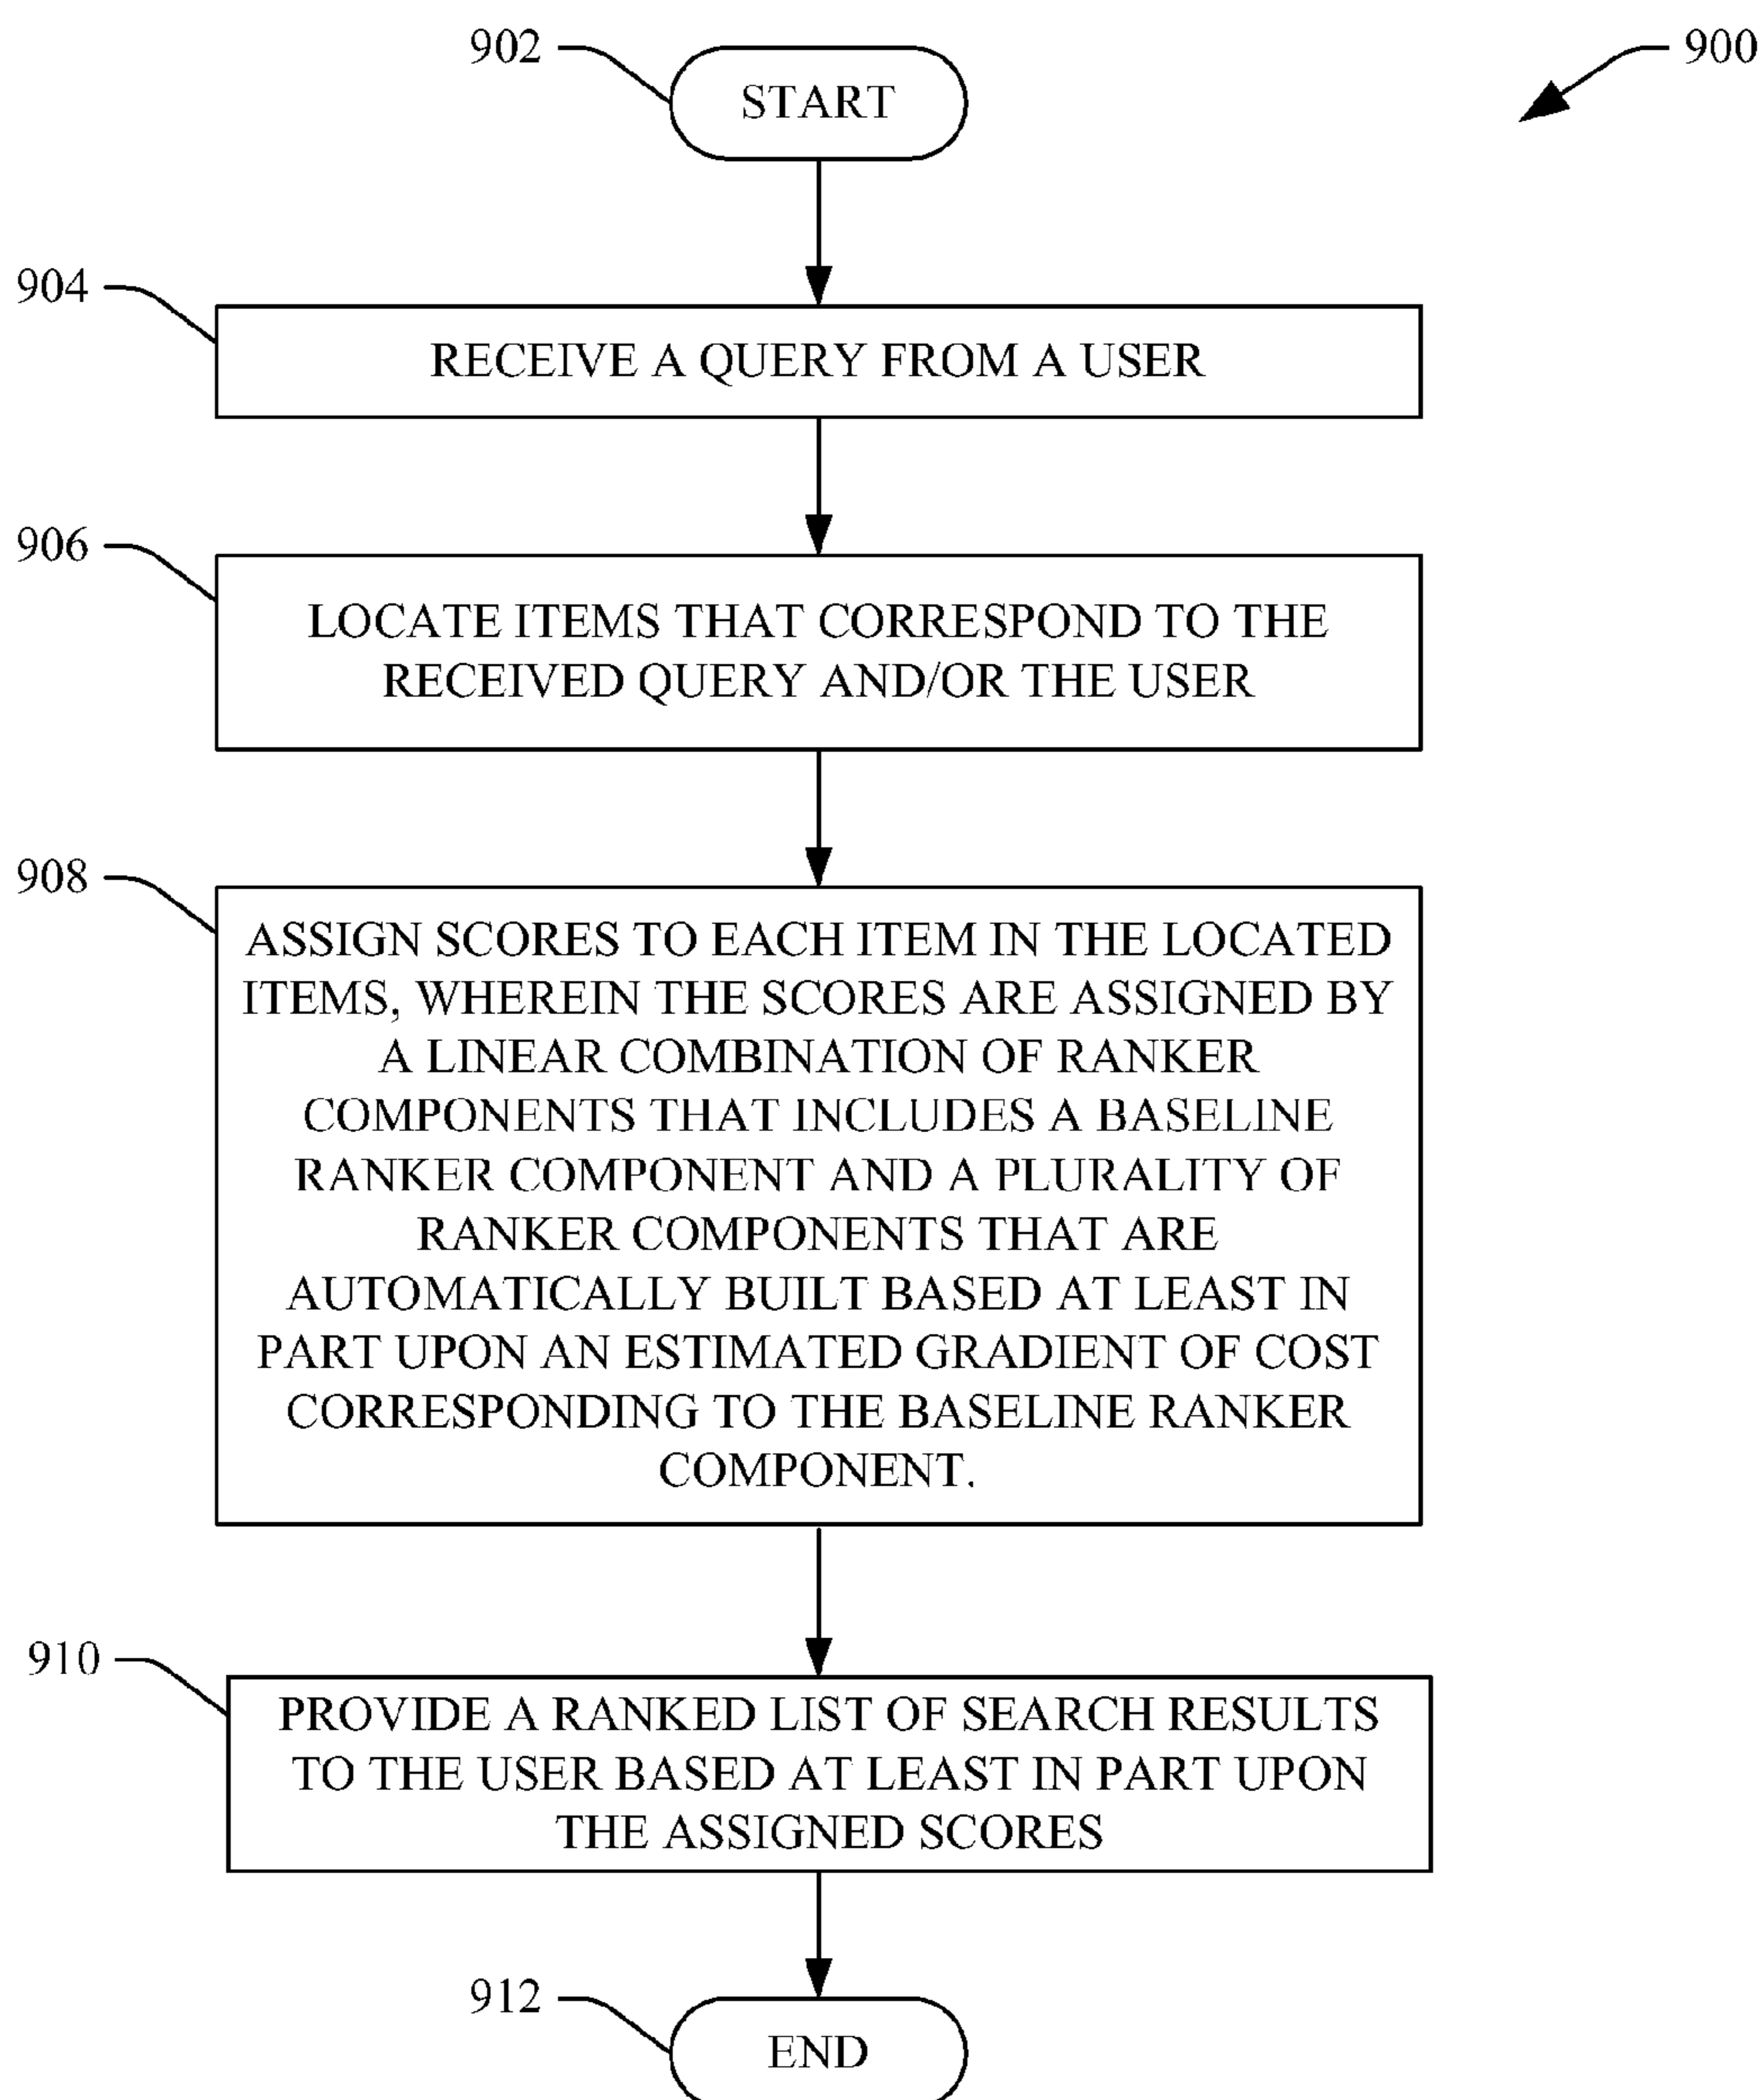 902
START
900
904
RECEIVE A QUERY FROM A USER
906
LOCATE ITEMS THAT CORRESPOND TO THE
RECEIVED QUERY AND/OR THE USER
908
ASSIGN SCORES TO EACH ITEM IN THE LOCATED
ITEMS, WHEREIN THE SCORES ARE ASSIGNED BY
A LINEAR COMBINATION OF RANKER
COMPONENTS THAT INCLUDES A BASELINE
RANKER COMPONENT AND A PLURALITY OF
RANKER COMPONENTS THAT ARE
AUTOMATICALLY BUILT BASED AT LEAST IN
PART UPON AN ESTIMATED GRADIENT OF COST
CORRESPONDING TO THE BASELINE RANKER
COMPONENT.
910
PROVIDE A RANKED LIST OF SEARCH RESULTS
TO THE USER BASED AT LEAST IN PART UPON
THE ASSIGNED SCORES
912
END